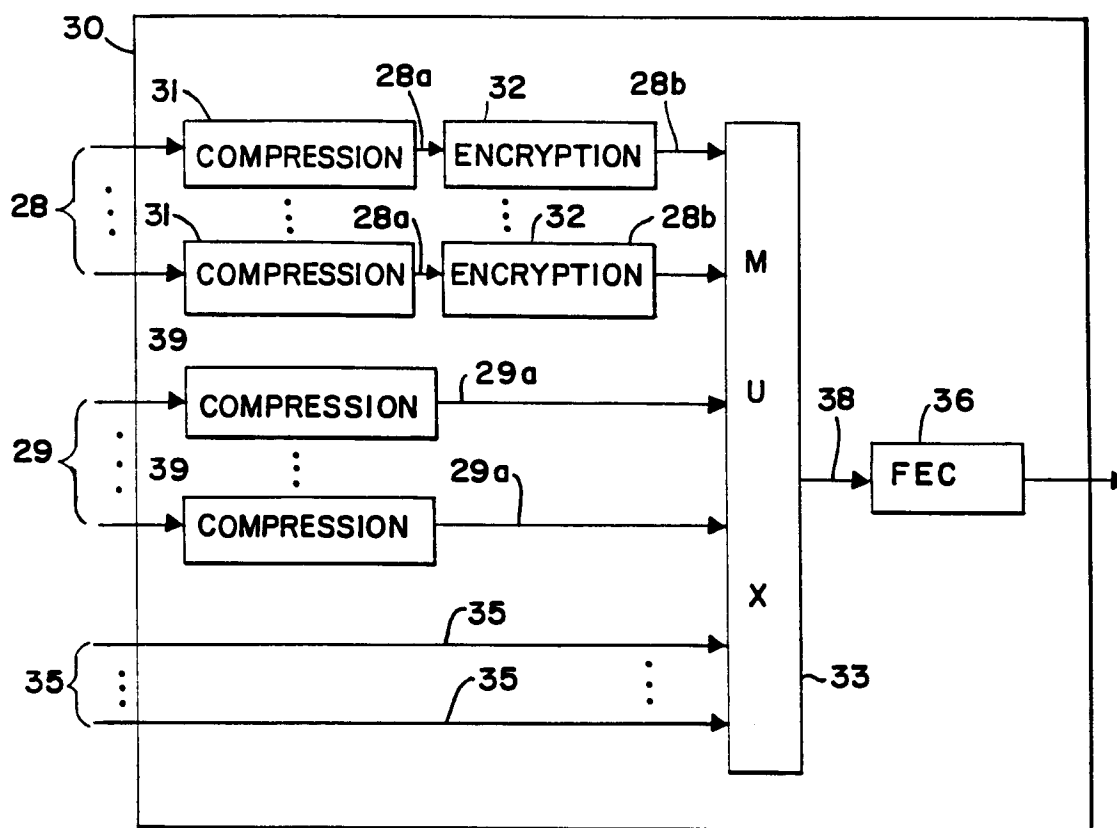 30
31 28a 32 28b
COMPRESSION ENCRYPTION
28 31 28a 32 28b
COMPRESSION ENCRYPTION
M
39
29a
COMPRESSION
U
38 36
29 39 29a
FEC
COMPRESSION
X
35
35 35 33